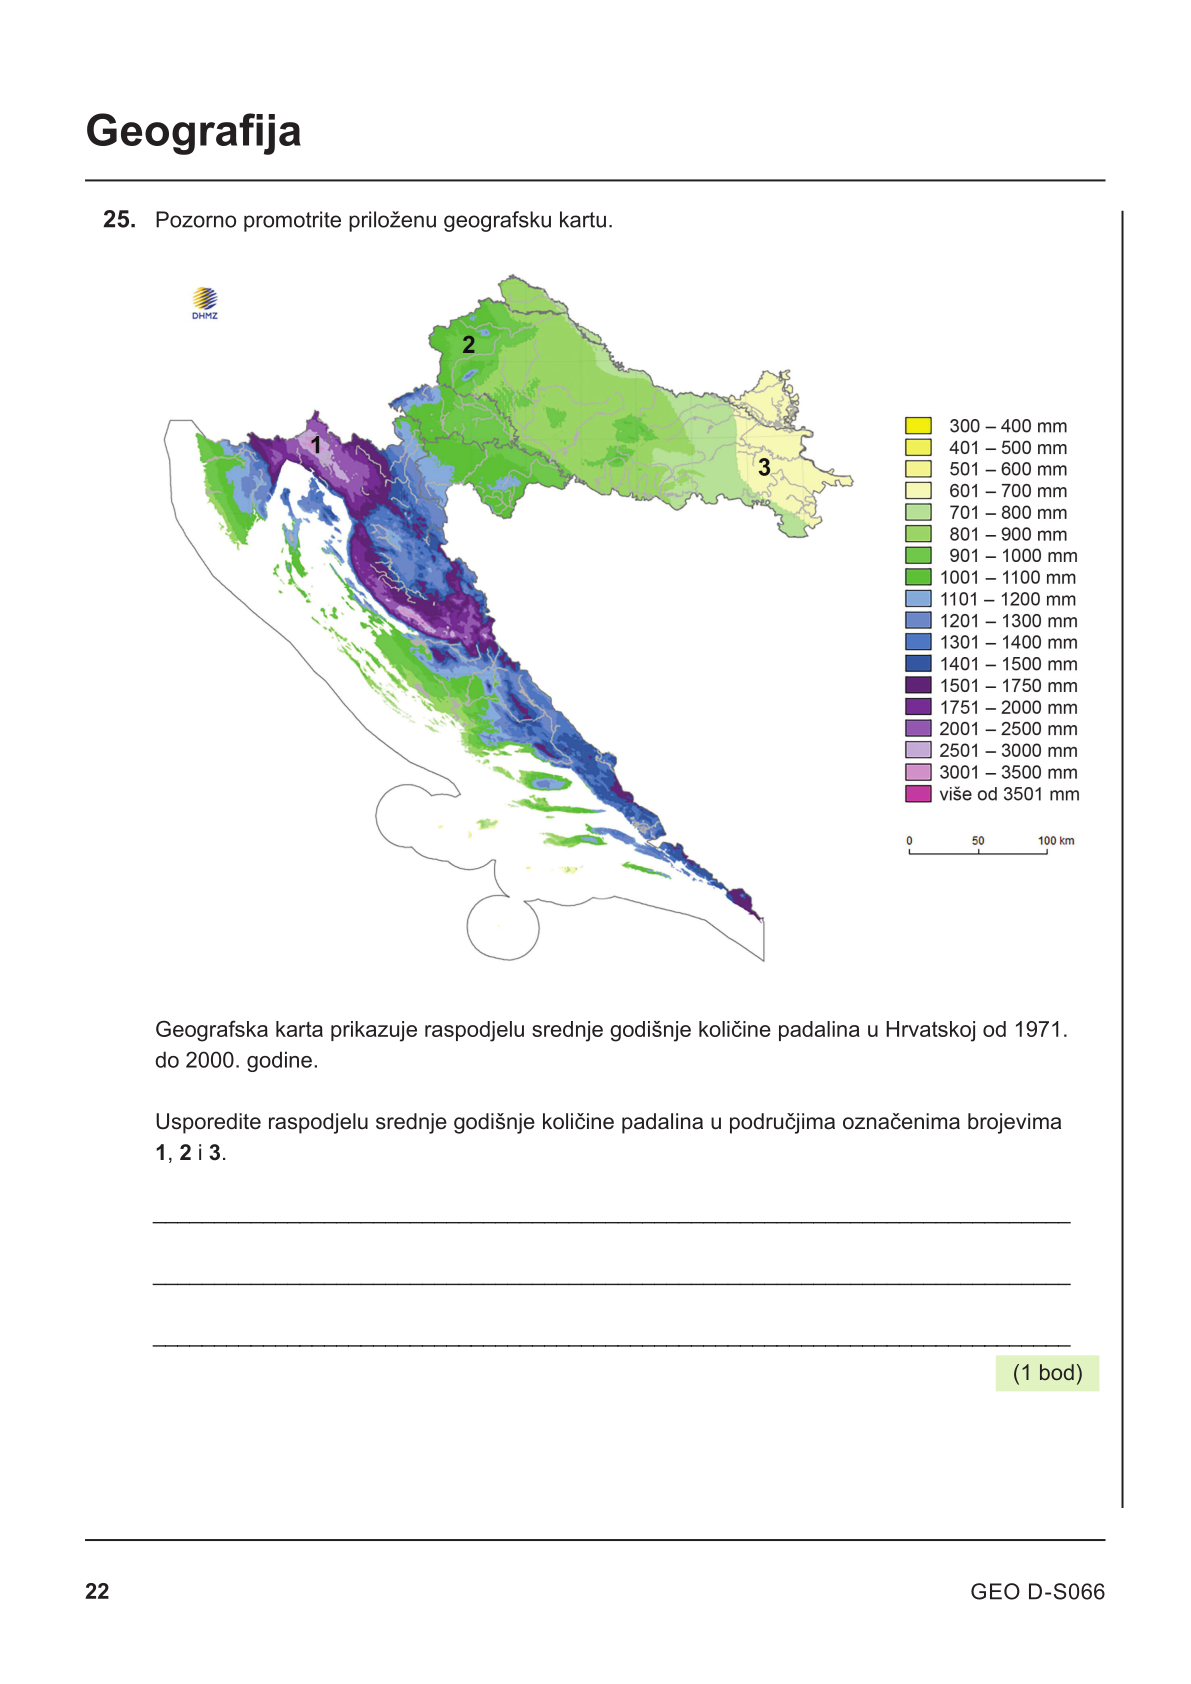 Geografija
25. Pozorno promotrite priloženu geografsku kartu.
DHMZ
2
1
3
300 – 400 mm
401 – 500 mm
501 – 600 mm
601 – 700 mm
701 – 800 mm
801 – 900 mm
901 – 1000 mm
1001 – 1100 mm
1101 – 1200 mm
1201 – 1300 mm
1301 – 1400 mm
1401 – 1500 mm
1501 – 1750 mm
1751 – 2000 mm
2001 – 2500 mm
2501 – 3000 mm
3001 – 3500 mm
više od 3501 mm
0 50 100 km
Geografska karta prikazuje raspodjelu srednje godišnje količine padalina u Hrvatskoj od 1971.
do 2000. godine.
Usporedite raspodjelu srednje godišnje količine padalina u područjima označenima brojevima
1, 2 i 3.
(1 bod)
22
GEO D-S066